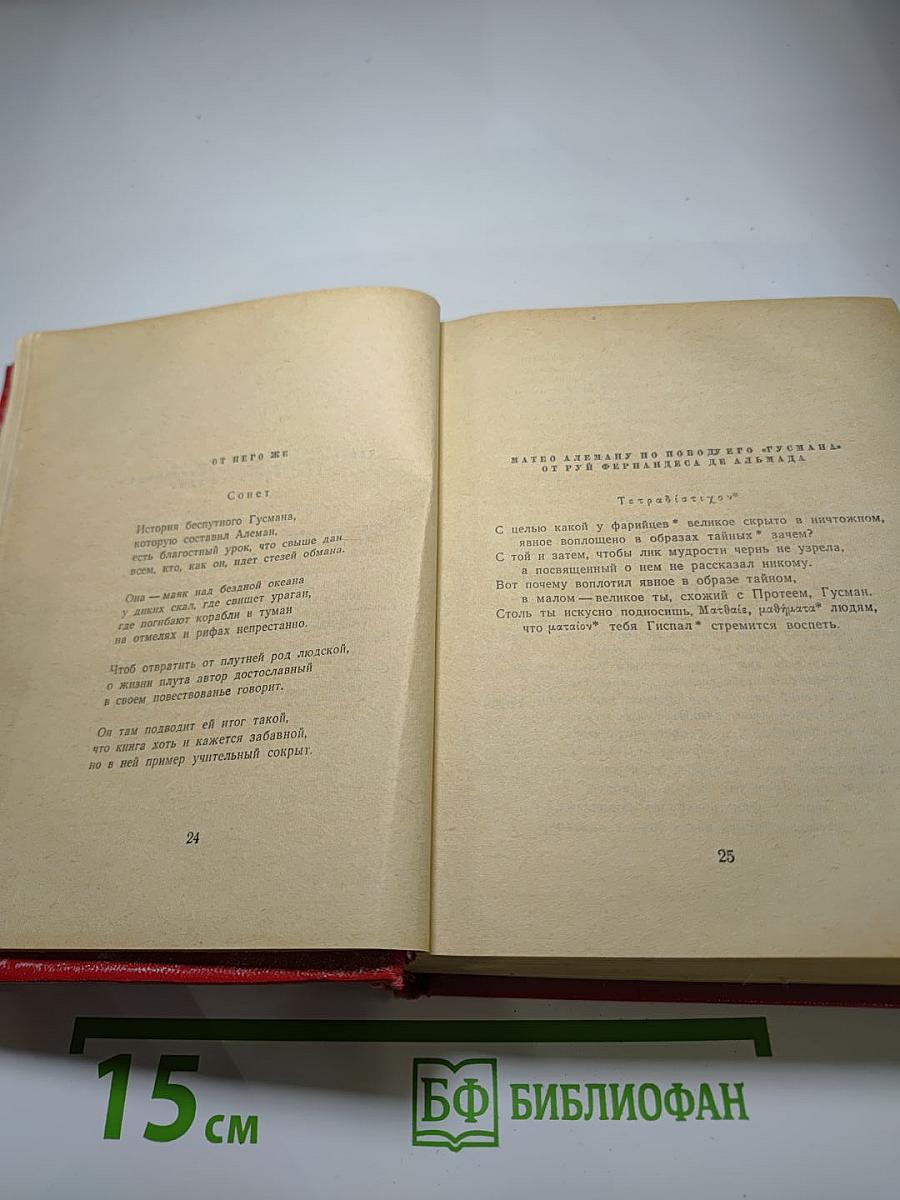 ОТ НЕГО ЖЕ
Сонет
История беспутного Гусмана,
которую составил Алеман,
есть благостный урок, что свыше дан
всем, кто, как он, идет стезей обмана.
Она — маяк над бездной океана
у диких скал, где свищет ураган,
где погибают корабли в туман
на отмелях и рифах непрестанно.
Чтоб отвратить от плутней род людской,
о жизни плута автор достославный
в своем повествованье говорит.
Он там подводит ей итог такой,
что книга хоть и кажется забавной,
но в ней пример учительный сокрыт.
24
МАТЕО АЛЕМАНУ ПО ПОВОДУ ЕГО «ГУСМАНА»
ОТ РУЙ ФЕРНАНДЕСА ДЕ АЛЬМАДА
Τετραδίστιχον*
С целью какой у фарийцев* великое скрыто в ничтожном,
явное воплощено в образах тайных* зачем?
С той и затем, чтобы лик мудрости чернь не узрела,
а посвященный о нем не рассказал никому.
Вот почему воплотил явное в образе тайном,
в малом — великое ты, схожий с Протеем, Гусман.
Столь ты искусно подносишь, Ματθαίε, μαθήματα* людям,
что ματαίον* тебя Гиспал* стремится воспеть.
25
15 см
БФ БИБЛИОФАН